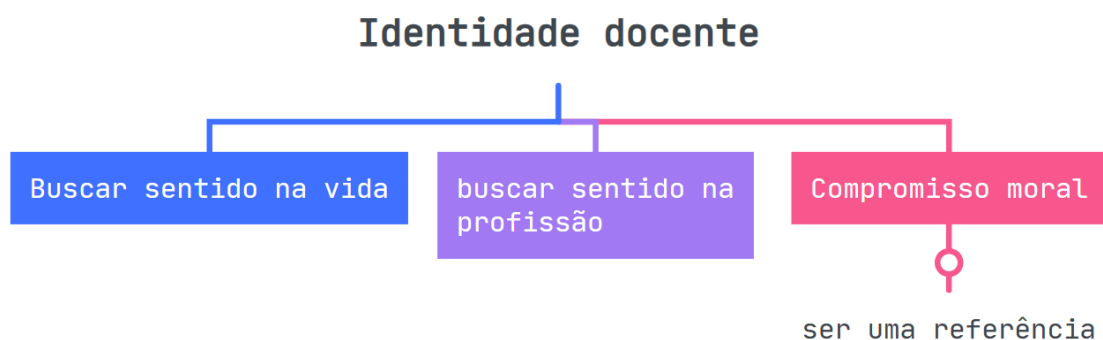 Identidade docente
Buscar sentido na vida
buscar sentido na
profissão
Compromisso moral
ser uma referência